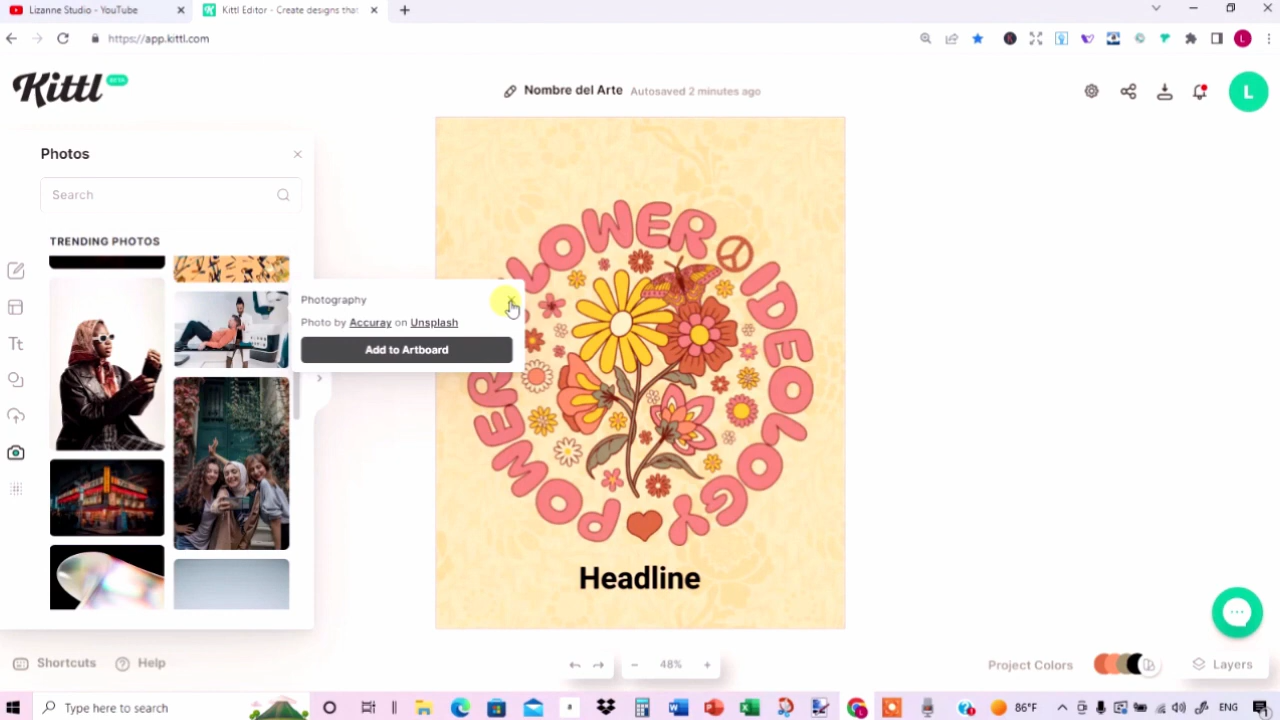 Lizanne Studio - YouTube
Kittl Editor - Create designs that
https://app.kittl.com
L
Kittl BETA
Nombre del Arte Autosaved 2 minutes ago
L
Photos
Search
TRENDING PHOTOS
Photography
Photo by Accuray on Unsplash
Add to Artboard
Tt
POWER FLOWER IDEOLOGY
Headline
Shortcuts
Help
48%
Project Colors
Layers
Type here to search
a
86°F
ENG